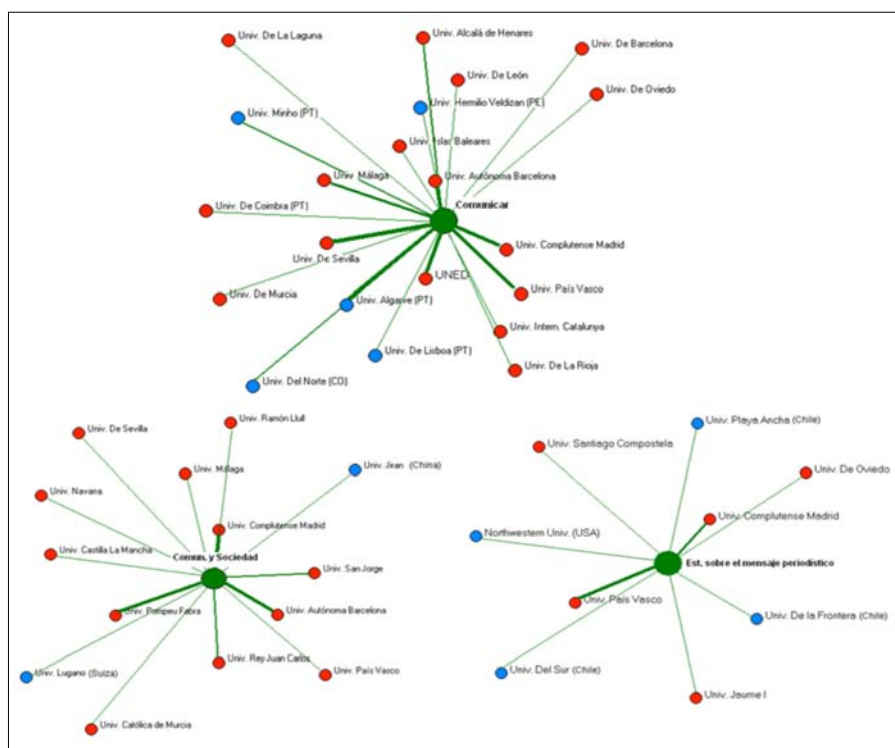 Univ. De La Laguna
Univ. Alcalá de Henares
Univ. De Barcelona
Univ. De León
Univ. De Oviedo
Univ. Minho (PT)
Univ. Hermilio Veldizan (PE)
Univ. Islas Baleares
Univ. Málaga
Univ. Autónoma Barcelona
Comunicar
Univ. De Coimbra (PT)
Univ. Complutense Madrid
Univ. De Sevilla
UNED
Univ. País Vasco
Univ. De Murcia
Univ. Algarve (PT)
Univ. Intern. Catalunya
Univ. De Lisboa (PT)
Univ. De La Rioja
Univ. Del Norte (CO)
Univ. Ramón Llull
Univ. De Sevilla
Univ. Málaga
Univ. Jinan (China)
Univ. Navarra
Univ. Complutense Madrid
Univ. Castilla La Mancha
Comun. y Sociedad
Univ. San Jorge
Univ. Pompeu Fabra
Univ. Autónoma Barcelona
Univ. Rey Juan Carlos
Univ. Lugano (Suiza)
Univ. País Vasco
Univ. Católica de Murcia
Univ. Playa Ancha (Chile)
Univ. Santiago Compostela
Univ. De Oviedo
Univ. Complutense Madrid
Northwestern Univ. (USA)
Est. sobre el mensaje periodístico
Univ. País Vasco
Univ. De la Frontera (Chile)
Univ. Del Sur (Chile)
Univ. Jaume I